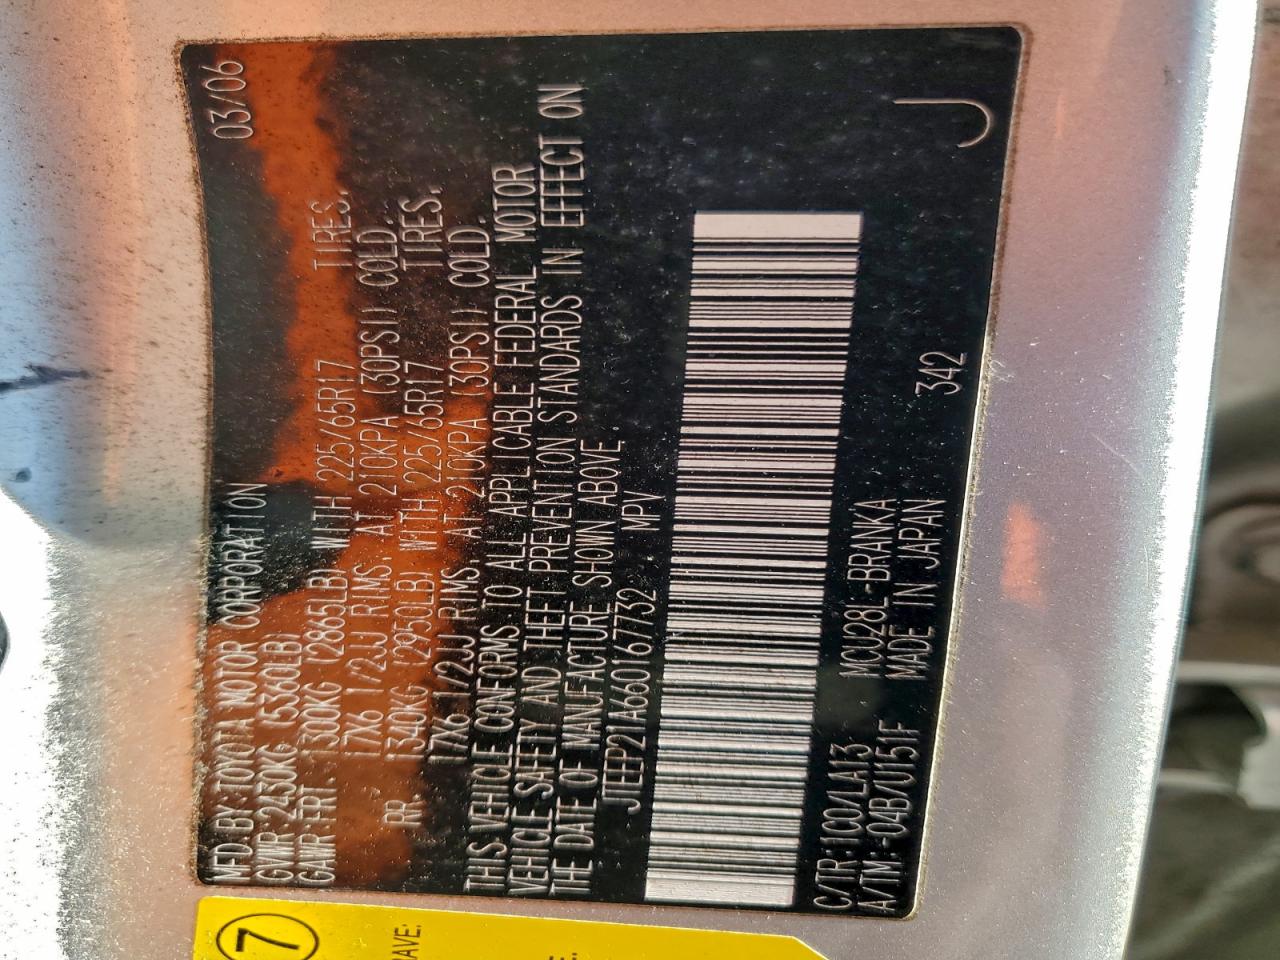 MFD.BY:TOYOTA MOTOR CORPORATION 03/06
GVWR 2430KG (5360LB)
GAWR FRT. 1300KG (2865LB) WITH 225/65R17 TIRES.
17X6 1/2JJ RIMS, AT 210KPA (30PSI) COLD.
RR. 1340KG (2950LB) WITH 225/65R17 TIRES.
17X6 1/2JJ RIMS, AT 210KPA (30PSI) COLD.
THIS VEHICLE CONFORMS TO ALL APPLICABLE FEDERAL MOTOR
VEHICLE SAFETY AND THEFT PREVENTION STANDARDS IN EFFECT ON
THE DATE OF MANUFACTURE SHOWN ABOVE.
JTEEP21A660167732 MPV
C/TR:1C0/LA13 MCU28L-BRANKA
A/TM:-04B/U151F MADE IN JAPAN 342
J
7